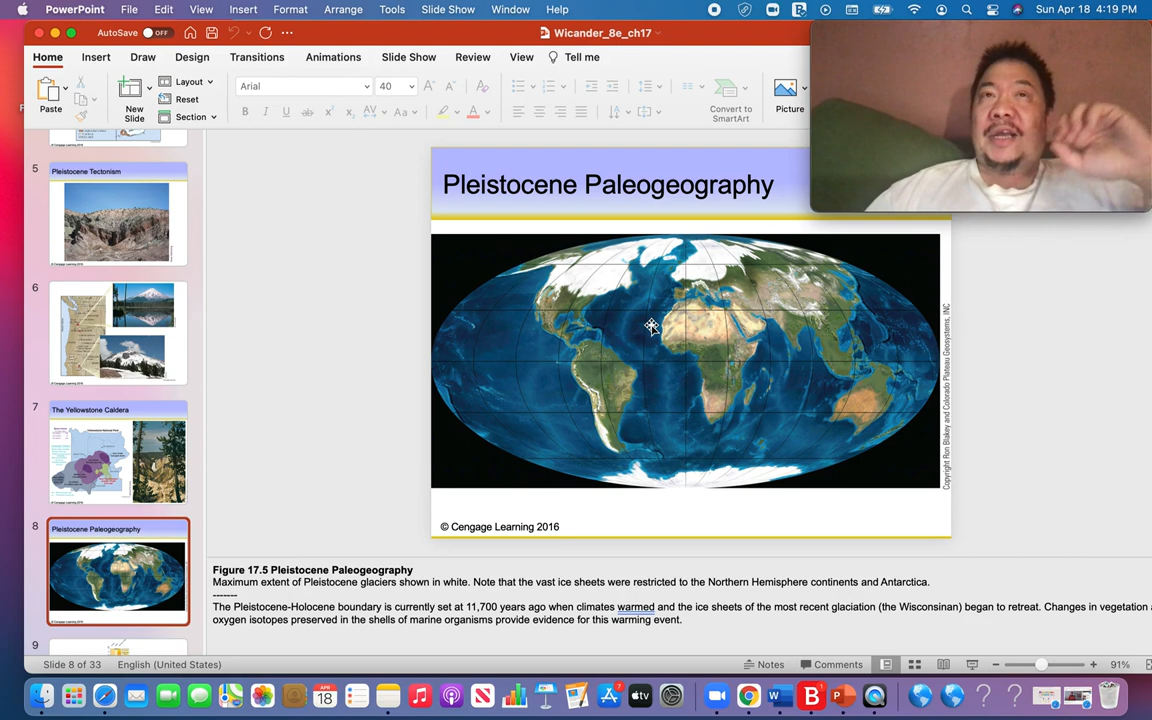 PowerPoint File Edit View Insert Format Arrange Tools Slide Show Window Help Sun Apr 18 4:19 PM
AutoSave OFF Wicander_8e_ch17
Home Insert Draw Design Transitions Animations Slide Show Review View Tell me
Paste
New
Slide
Layout
Reset
Section
Arial 40
Convert to
SmartArt
Picture
5
Pleistocene Tectonism
6
7
The Yellowstone Caldera
8
Pleistocene Paleogeography
9
Pleistocene Paleogeography
Copyright Ron Blakey and Colorado Plateau Geosystems, INC
© Cengage Learning 2016
Figure 17.5 Pleistocene Paleogeography
Maximum extent of Pleistocene glaciers shown in white. Note that the vast ice sheets were restricted to the Northern Hemisphere continents and Antarctica.
-------
The Pleistocene-Holocene boundary is currently set at 11,700 years ago when climates warmed and the ice sheets of the most recent glaciation (the Wisconsinan) began to retreat. Changes in vegetation
oxygen isotopes preserved in the shells of marine organisms provide evidence for this warming event.
Slide 8 of 33 English (United States) Notes Comments 91%
APR
18
tv